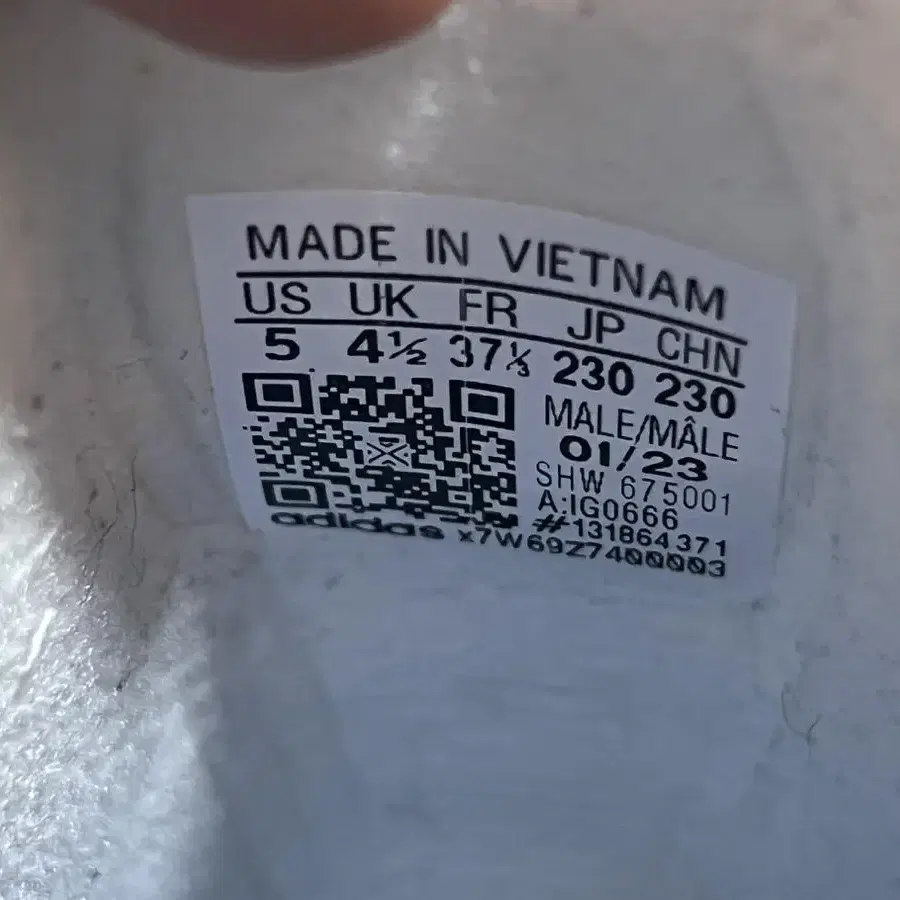 MADE IN VIETNAM
US UK FR JP CHN
5 4½ 37⅓ 230 230
MALE/MÂLE
01/23
SHW 675001
A:IG0666
#131864371
adidas x7W69Z7400003